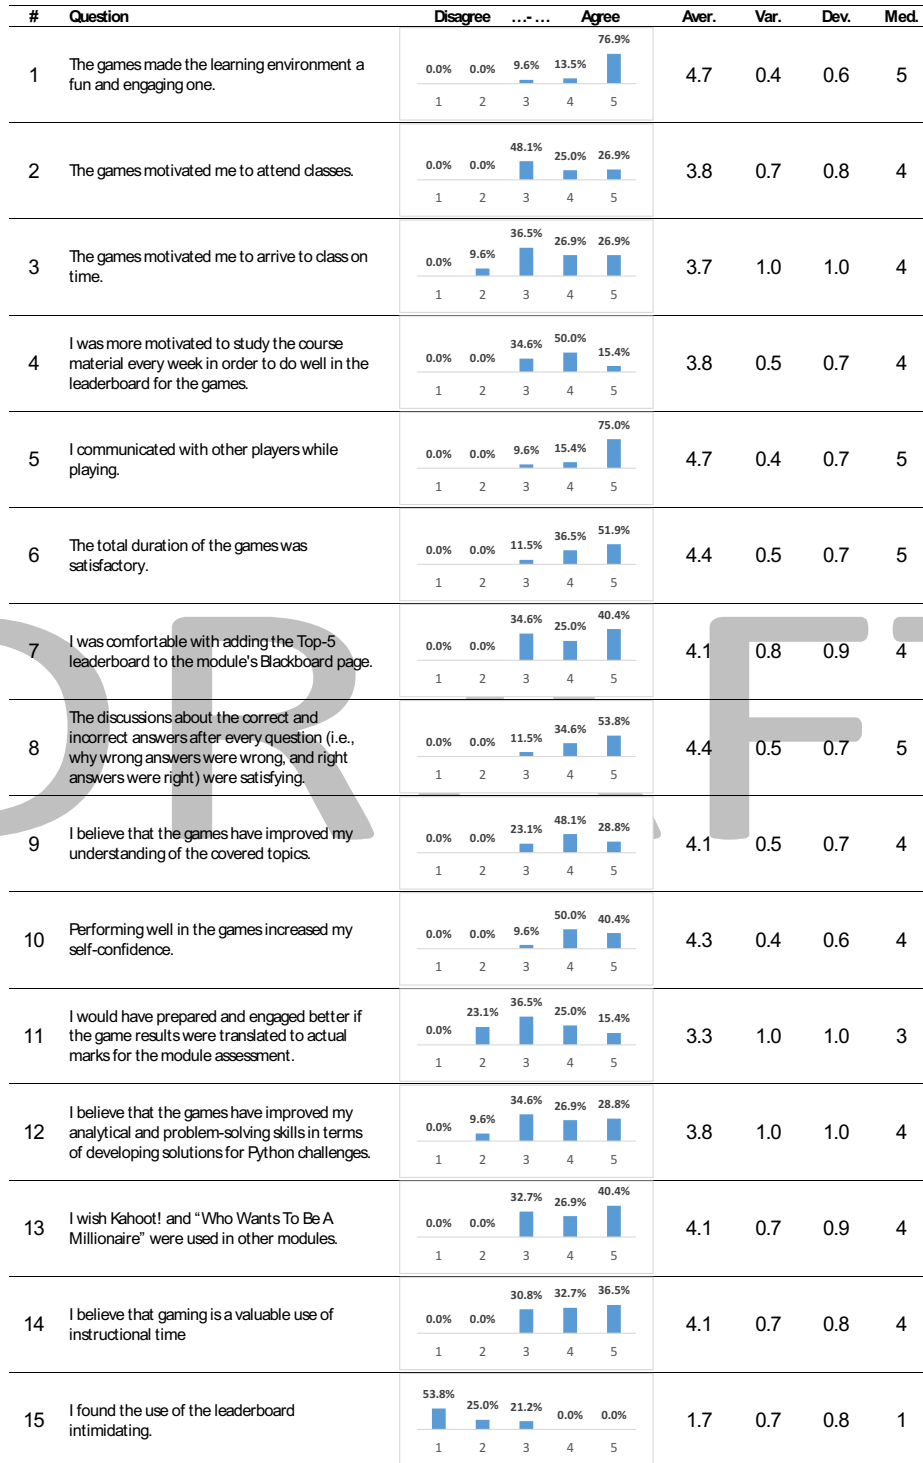 # Question Disagree ...-... Agree Aver. Var. Dev. Med.
1 The games made the learning environment a fun and engaging one. 0.0% 0.0% 9.6% 13.5% 76.9% 4.7 0.4 0.6 5
1 2 3 4 5
2 The games motivated me to attend classes. 0.0% 0.0% 48.1% 25.0% 26.9% 3.8 0.7 0.8 4
1 2 3 4 5
3 The games motivated me to arrive to class on time. 0.0% 9.6% 36.5% 26.9% 26.9% 3.7 1.0 1.0 4
1 2 3 4 5
4 I was more motivated to study the course material every week in order to do well in the leaderboard for the games. 0.0% 0.0% 34.6% 50.0% 15.4% 3.8 0.5 0.7 4
1 2 3 4 5
5 I communicated with other players while playing. 0.0% 0.0% 9.6% 15.4% 75.0% 4.7 0.4 0.7 5
1 2 3 4 5
6 The total duration of the games was satisfactory. 0.0% 0.0% 11.5% 36.5% 51.9% 4.4 0.5 0.7 5
1 2 3 4 5
7 I was comfortable with adding the Top-5 leaderboard to the module's Blackboard page. 0.0% 0.0% 34.6% 25.0% 40.4% 4.1 0.8 0.9 4
1 2 3 4 5
8 The discussions about the correct and incorrect answers after every question (i.e., why wrong answers were wrong, and right answers were right) were satisfying. 0.0% 0.0% 11.5% 34.6% 53.8% 4.4 0.5 0.7 5
1 2 3 4 5
9 I believe that the games have improved my understanding of the covered topics. 0.0% 0.0% 23.1% 48.1% 28.8% 4.1 0.5 0.7 4
1 2 3 4 5
10 Performing well in the games increased my self-confidence. 0.0% 0.0% 9.6% 50.0% 40.4% 4.3 0.4 0.6 4
1 2 3 4 5
11 I would have prepared and engaged better if the game results were translated to actual marks for the module assessment. 0.0% 23.1% 36.5% 25.0% 15.4% 3.3 1.0 1.0 3
1 2 3 4 5
12 I believe that the games have improved my analytical and problem-solving skills in terms of developing solutions for Python challenges. 0.0% 9.6% 34.6% 26.9% 28.8% 3.8 1.0 1.0 4
1 2 3 4 5
13 I wish Kahoot! and “Who Wants To Be A Millionaire” were used in other modules. 0.0% 0.0% 32.7% 26.9% 40.4% 4.1 0.7 0.9 4
1 2 3 4 5
14 I believe that gaming is a valuable use of instructional time 0.0% 0.0% 30.8% 32.7% 36.5% 4.1 0.7 0.8 4
1 2 3 4 5
15 I found the use of the leaderboard intimidating. 53.8% 25.0% 21.2% 0.0% 0.0% 1.7 0.7 0.8 1
1 2 3 4 5
DRAFT